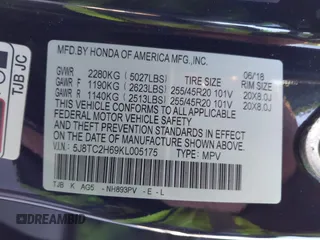 MFD.BY HONDA OF AMERICA MFG.,INC.
GVWR 2280KG (5027LBS) TIRE SIZE 06/18 RIM SIZE
GAWR F 1190KG (2623LBS) 255/45R20 101V 20X8.0J
GAWR R 1140KG (2513LBS) 255/45R20 101V 20X8.0J
THIS VEHICLE CONFORMS TO ALL APPLICABLE
FEDERAL MOTOR VEHICLE SAFETY, BUMPER,
AND THEFT PREVENTION STANDARDS IN EFFECT ON
THE DATE OF MANUFACTURE SHOWN ABOVE.
V.I.N.: 5J8TC2H69KL005175 TYPE: MPV
TJB K AG5 - NH893PV - E - L
TJB JC
DREAMBID